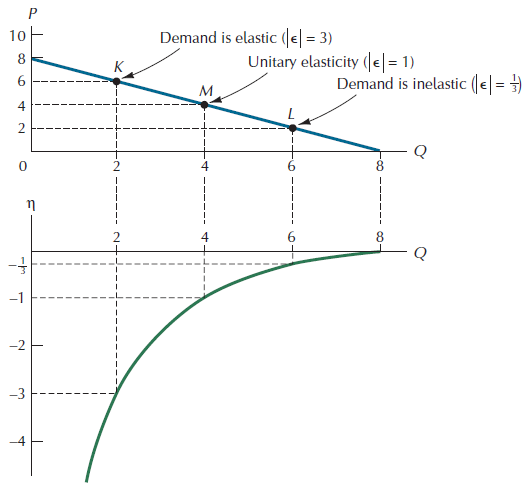 P
10
Demand is elastic (|ϵ| = 3)
8
K
Unitary elasticity (|ϵ| = 1)
6
Demand is inelastic (|ϵ| = 1/3)
M
4
L
2
Q
0 2 4 6 8
η
2 4 6 8
Q
–1/3
–1
–2
–3
–4